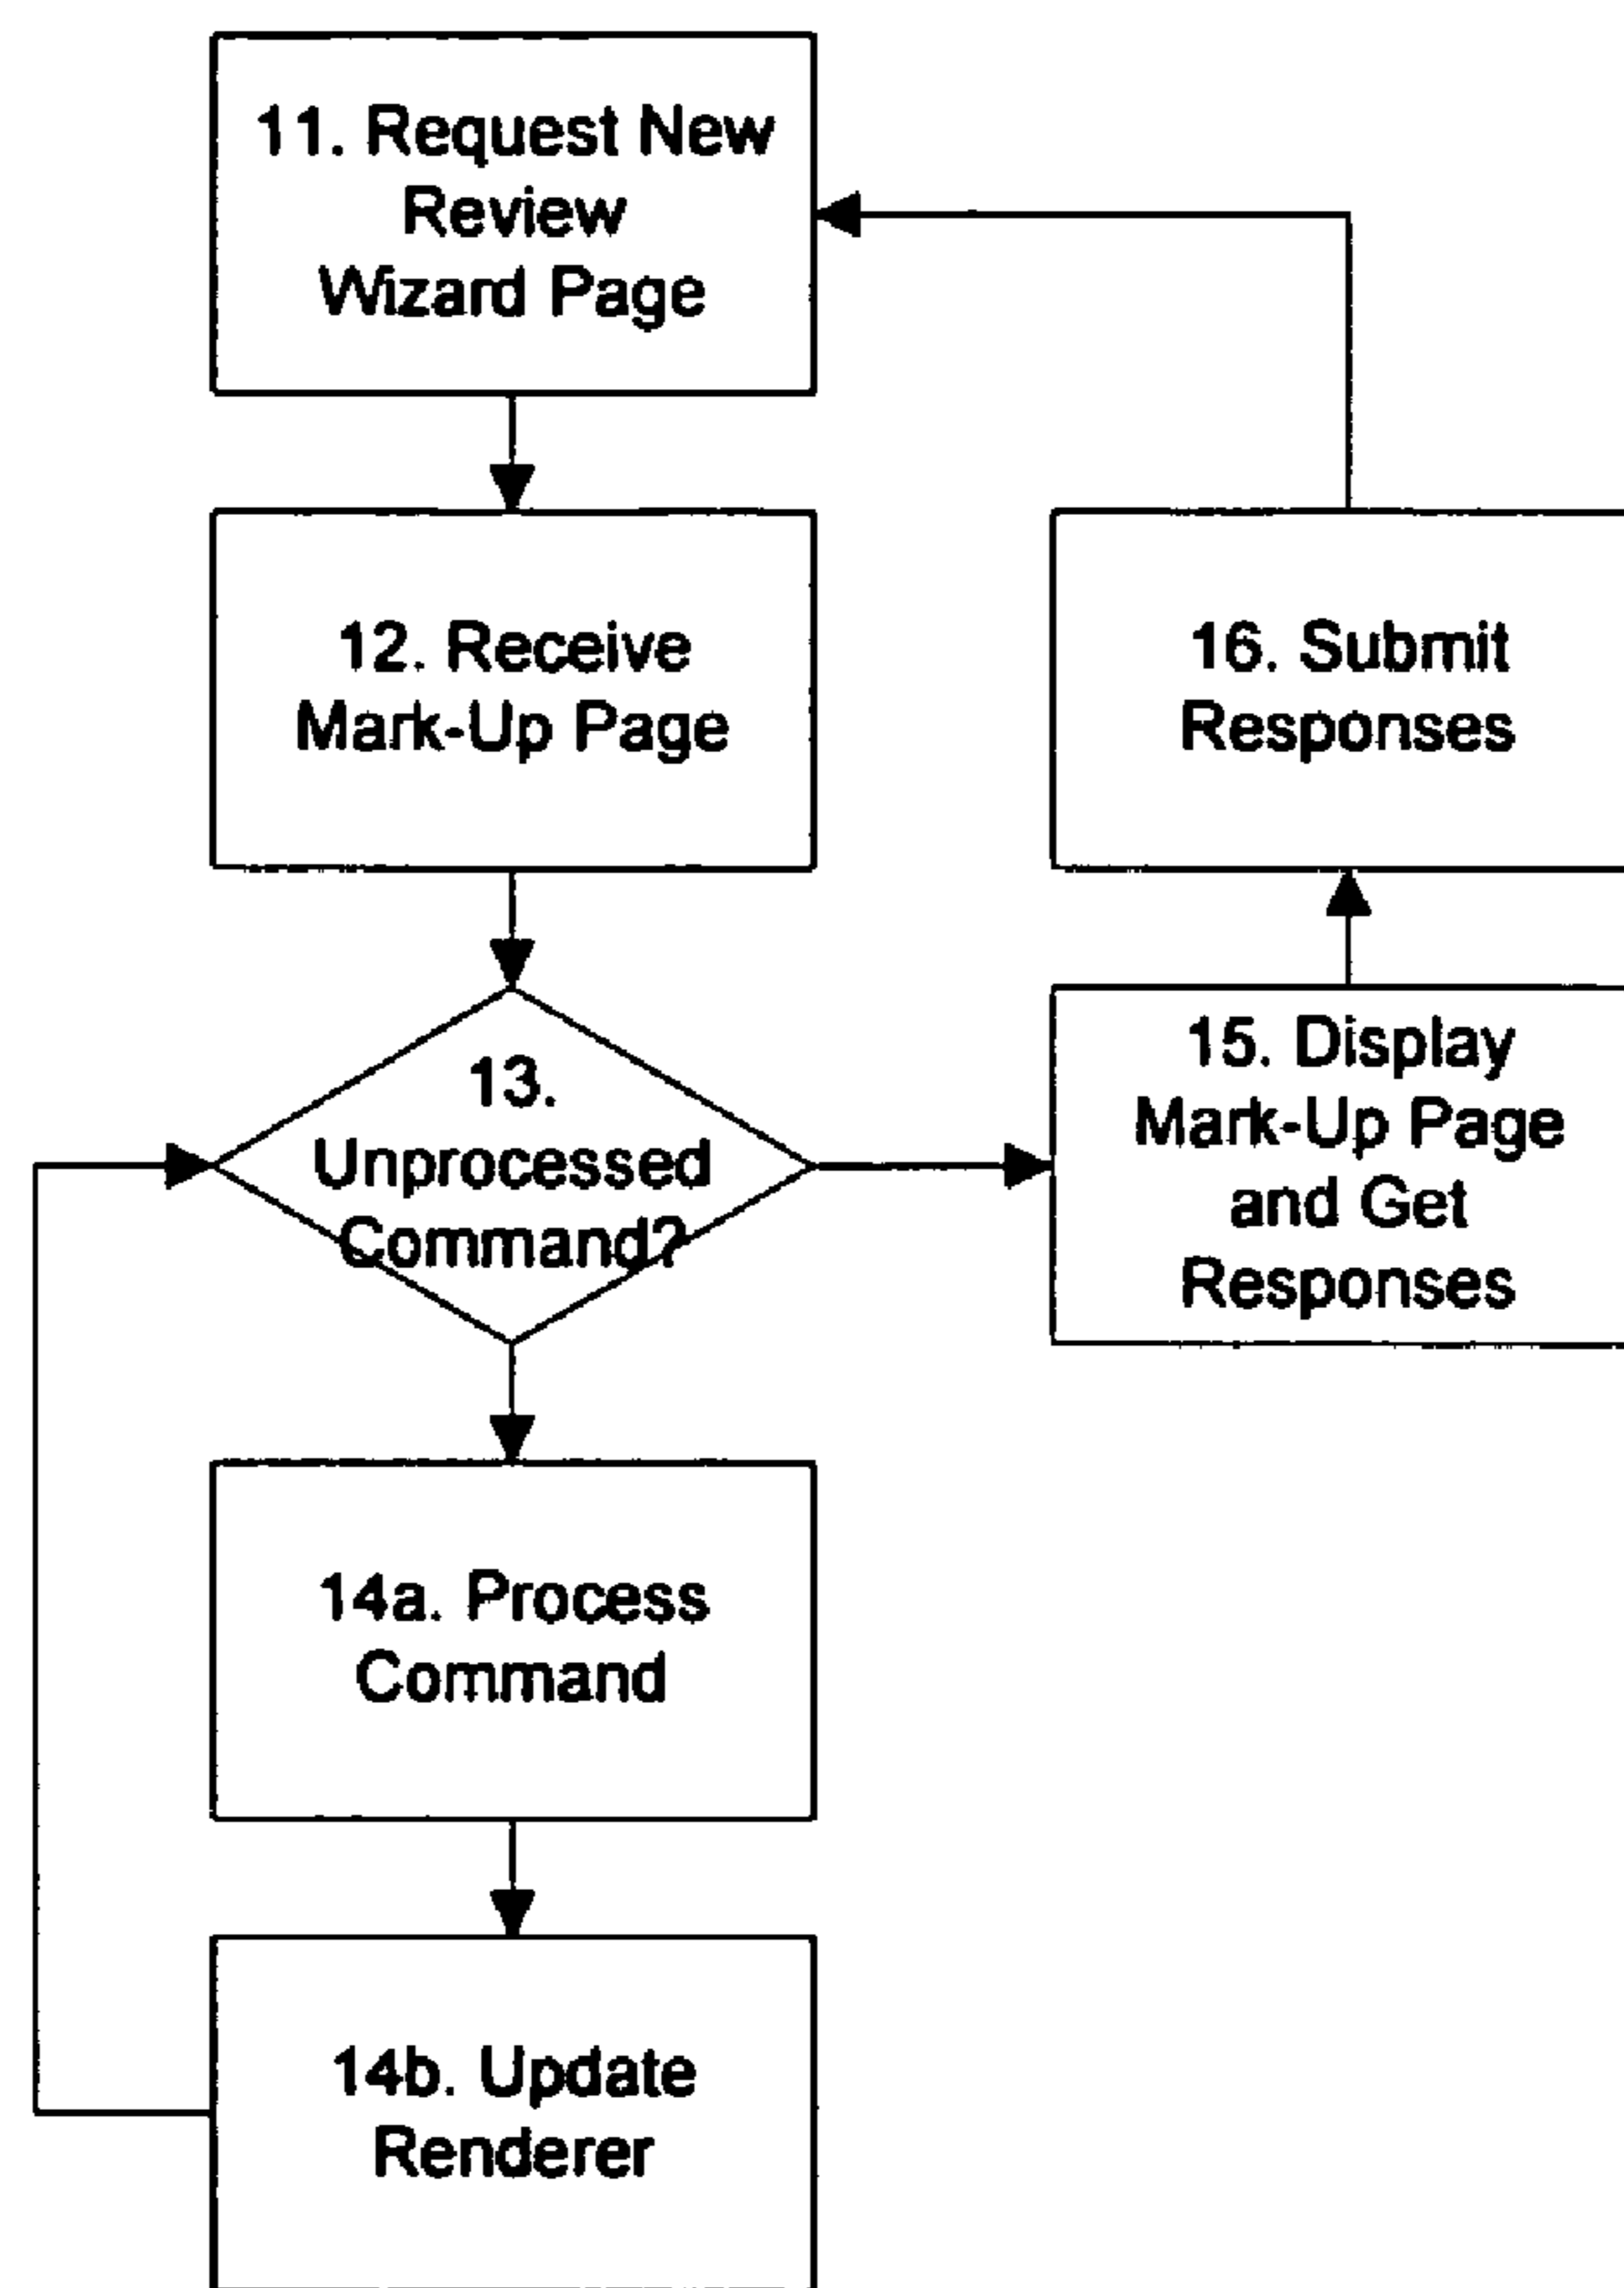 11. Request New
Review
Wizard Page
12. Receive
Mark-Up Page
16. Submit
Responses
13.
Unprocessed
Command?
15. Display
Mark-Up Page
and Get
Responses
14a. Process
Command
14b. Update
Renderer